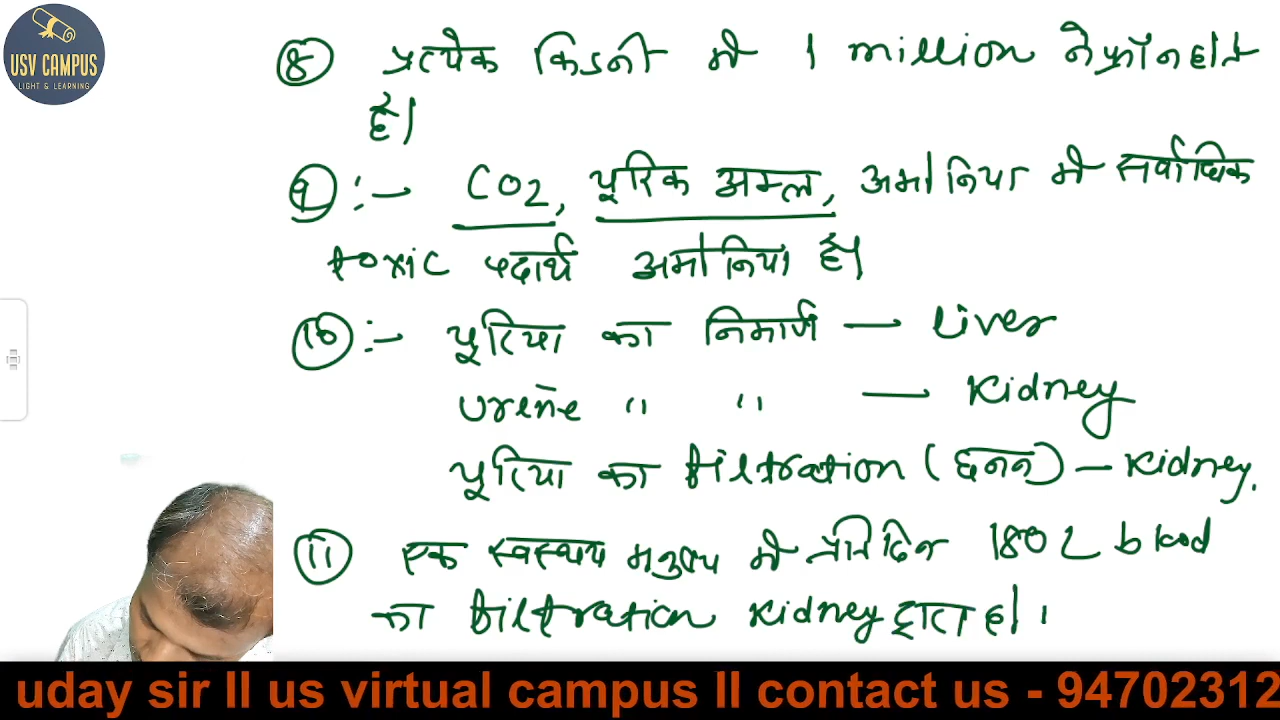 USV CAMPUS
LIGHT & LEARNING
⑧ प्रत्येक किडनी में 1 million नेफ्रॉन होते
है।
⑨ :- CO2, यूरिक अम्ल, अमोनिया में सर्वाधिक
toxic पदार्थ अमोनिया है।
⑩ :- यूरिया का निर्माण — Liver
Urine " " — Kidney
यूरिया का filtration (छनन) — Kidney.
⑪ एक स्वस्थय मनुष्य में प्रति दिन 180 L blood
का filtration Kidney द्वारा हो।
uday sir II us virtual campus II contact us - 94702312